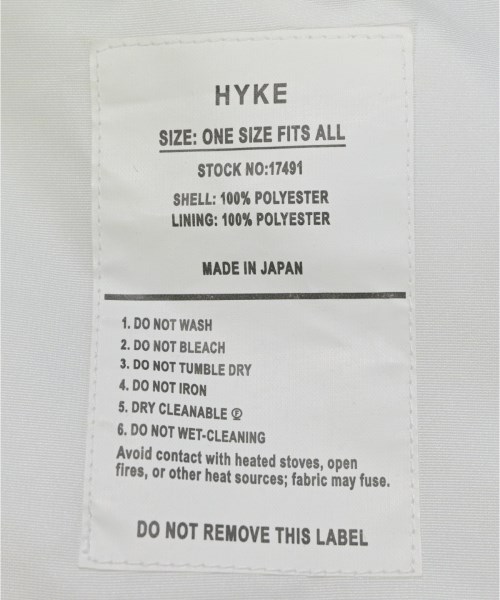 HYKE
SIZE: ONE SIZE FITS ALL
STOCK NO:17491
SHELL: 100% POLYESTER
LINING: 100% POLYESTER
MADE IN JAPAN
1. DO NOT WASH
2. DO NOT BLEACH
3. DO NOT TUMBLE DRY
4. DO NOT IRON
5. DRY CLEANABLE Ⓟ
6. DO NOT WET-CLEANING
Avoid contact with heated stoves, open
fires, or other heat sources; fabric may fuse.
DO NOT REMOVE THIS LABEL